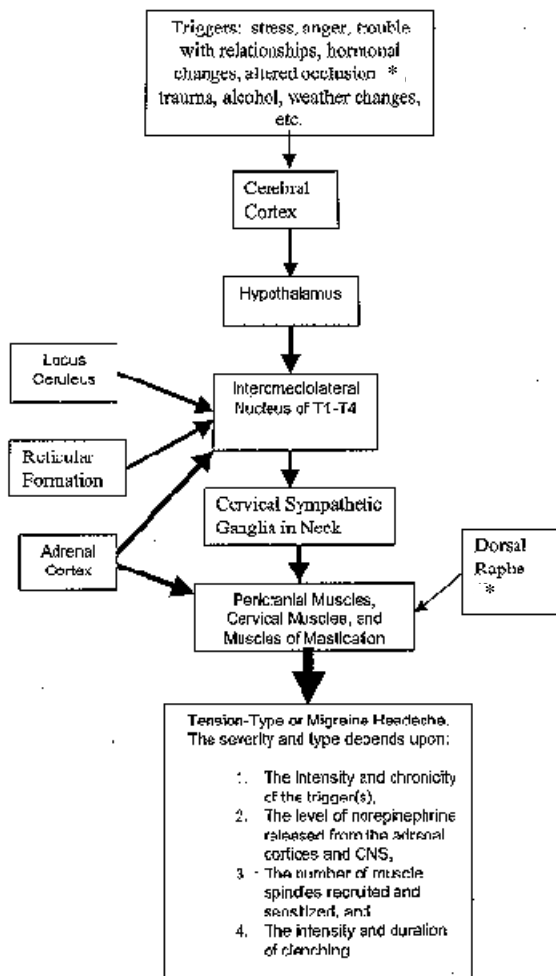 Triggers: stress, anger, trouble
with relationships, hormonal
changes, altered occlusion *,
trauma, alcohol, weather changes,
etc.
Cerebral
Cortex
Hypothalamus
Locus
Ceruleus
Intermediolateral
Nucleus of T1-T4
Reticular
Formation
Cervical Sympathetic
Ganglia in Neck
Adrenal
Cortex
Dorsal
Raphe
*
Pericranial Muscles,
Cervical Muscles, and
Muscles of Mastication
Tension-Type or Migraine Headache.
The severity and type depends upon:
1. The intensity and chronicity
of the trigger(s),
2. The level of norepinephrine
released from the adrenal
cortices and CNS,
3. The number of muscle
spindles recruited and
sensitized, and
4. The intensity and duration
of clenching